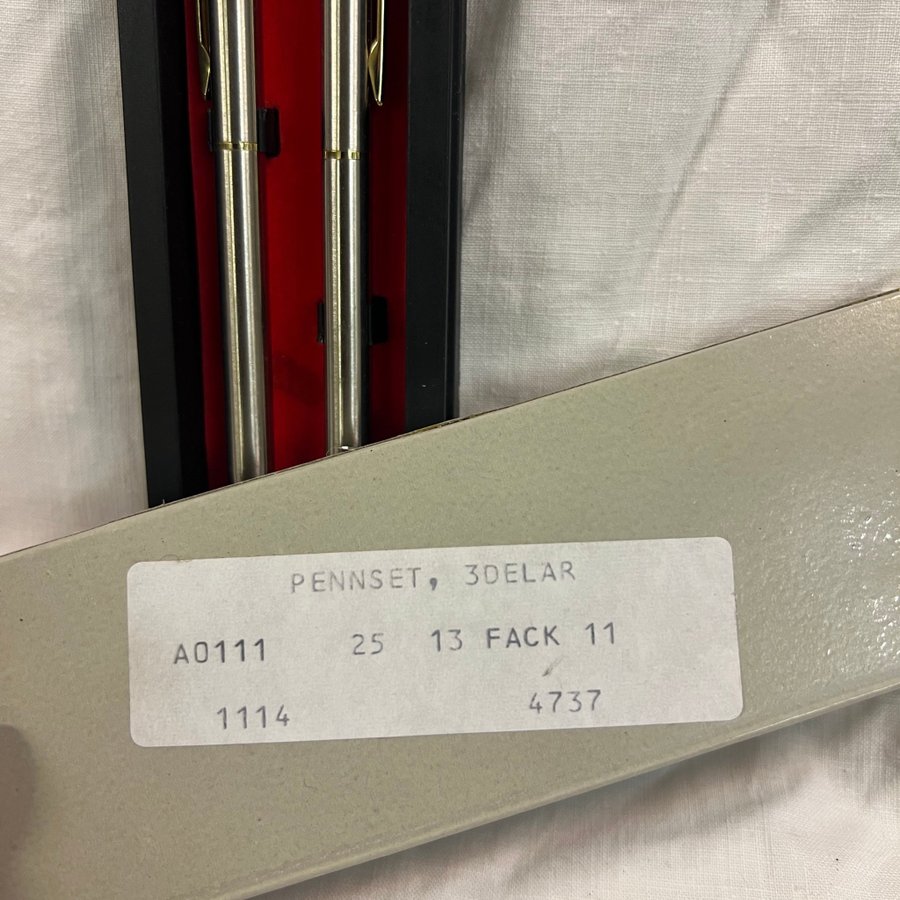 PENNSET, 3DELAR
A0111 25 13 FACK 11
1114 4737